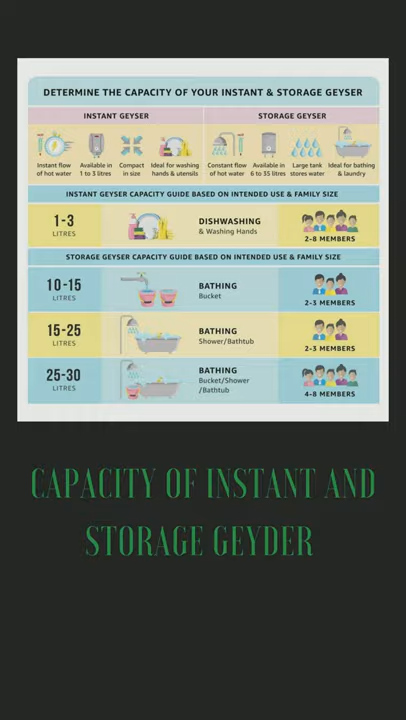 DETERMINE THE CAPACITY OF YOUR INSTANT & STORAGE GEYSER
INSTANT GEYSER
STORAGE GEYSER
Instant flow
of hot water
Available in
1 to 3 litres
Compact
in size
Ideal for washing
hands & utensils
Constant flow
of hot water
Available in
6 to 35 litres
Large tank
stores water
Ideal for bathing
& laundry
INSTANT GEYSER CAPACITY GUIDE BASED ON INTENDED USE & FAMILY SIZE
1-3
LITRES
DISHWASHING
& Washing Hands
2-8 MEMBERS
STORAGE GEYSER CAPACITY GUIDE BASED ON INTENDED USE & FAMILY SIZE
10-15
LITRES
BATHING
Bucket
2-3 MEMBERS
15-25
LITRES
BATHING
Shower/Bathtub
2-3 MEMBERS
25-30
LITRES
BATHING
Bucket/Shower
/Bathtub
4-8 MEMBERS
CAPACITY OF INSTANT AND
STORAGE GEYDER